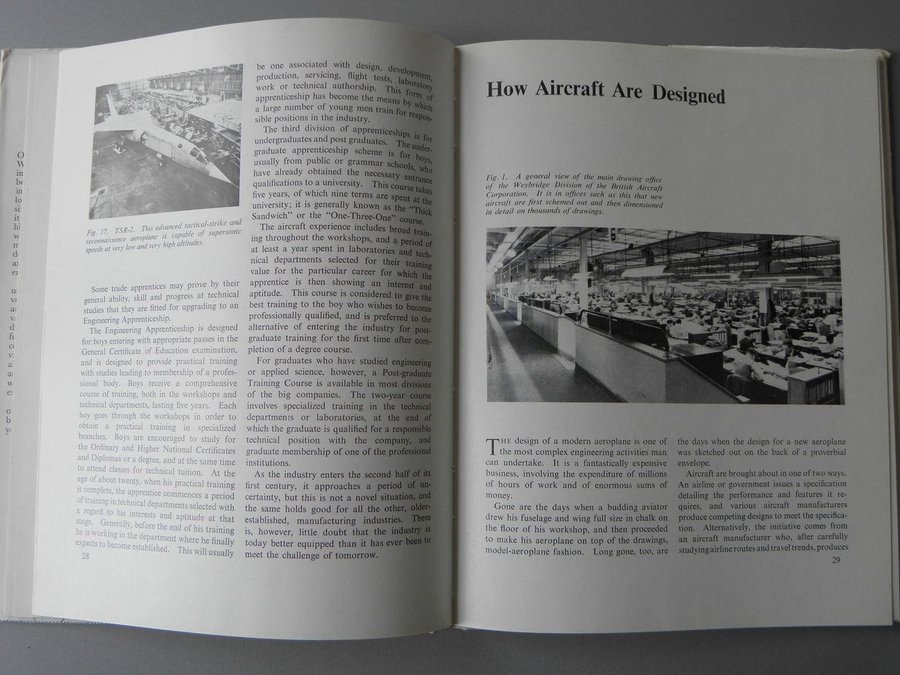 Fig. 17. TSR-2. This advanced tactical-strike and
reconnaissance aeroplane is capable of supersonic
speeds at very low and very high altitudes.
Some trade apprentices may prove by their
general ability, skill and progress at technical
studies that they are fitted for upgrading to an
Engineering Apprenticeship.
The Engineering Apprenticeship is designed
for boys entering with appropriate passes in the
General Certificate of Education examination,
and is designed to provide practical training
with studies leading to membership of a profes-
sional body. Boys receive a comprehensive
course of training, both in the workshops and
technical departments, lasting five years. Each
boy goes through the workshops in order to
obtain a practical training in specialized
branches. Boys are encouraged to study for
the Ordinary and Higher National Certificates
and Diplomas or a degree, and at the same time
to attend classes for technical tuition. At the
age of about twenty, when his practical training
is complete, the apprentice commences a period
of training in technical departments selected with
a regard to his interests and aptitude at that
stage. Generally, before the end of his training
he is working in the department where he finally
expects to become established. This will usually
28
be one associated with design, development,
production, servicing, flight tests, laboratory
work or technical authorship. This form of
apprenticeship has become the means by which
a large number of young men train for respon-
sible positions in the industry.
The third division of apprenticeships is for
undergraduates and post graduates. The under-
graduate apprenticeship scheme is for boys,
usually from public or grammar schools, who
have already obtained the necessary entrance
qualifications to a university. This course takes
five years, of which nine terms are spent at the
university; it is generally known as the "Thick
Sandwich" or the "One-Three-One" course.
The aircraft experience includes broad train-
ing throughout the workshops, and a period of
at least a year spent in laboratories and tech-
nical departments selected for their training
value for the particular career for which the
apprentice is then showing an interest and
aptitude. This course is considered to give the
best training to the boy who wishes to become
professionally qualified, and is preferred to the
alternative of entering the industry for post-
graduate training for the first time after com-
pletion of a degree course.
For graduates who have studied engineering
or applied science, however, a Post-graduate
Training Course is available in most divisions
of the big companies. The two-year course
involves specialized training in the technical
departments or laboratories, at the end of
which the graduate is qualified for a responsible
technical position with the company, and
graduate membership of one of the professional
institutions.
As the industry enters the second half of its
first century, it approaches a period of un-
certainty, but this is not a novel situation, and
the same holds good for all the other, older-
established, manufacturing industries. There
is, however, little doubt that the industry is
today better equipped than it has ever been to
meet the challenge of tomorrow.
How Aircraft Are Designed
Fig. 1. A general view of the main drawing office
of the Weybridge Division of the British Aircraft
Corporation. It is in offices such as this that new
aircraft are first schemed out and then dimensioned
in detail on thousands of drawings.
THE design of a modern aeroplane is one of
the most complex engineering activities man
can undertake. It is a fantastically expensive
business, involving the expenditure of millions
of hours of work and of enormous sums of
money.
Gone are the days when a budding aviator
drew his fuselage and wing full size in chalk on
the floor of his workshop, and then proceeded
to make his aeroplane on top of the drawings,
model-aeroplane fashion. Long gone, too, are
the days when the design for a new aeroplane
was sketched out on the back of a proverbial
envelope.
Aircraft are brought about in one of two ways.
An airline or government issues a specification
detailing the performance and features it re-
quires, and various aircraft manufacturers
produce competing designs to meet the specifica-
tion. Alternatively, the initiative comes from
an aircraft manufacturer who, after carefully
studying airline routes and travel trends, produces
29